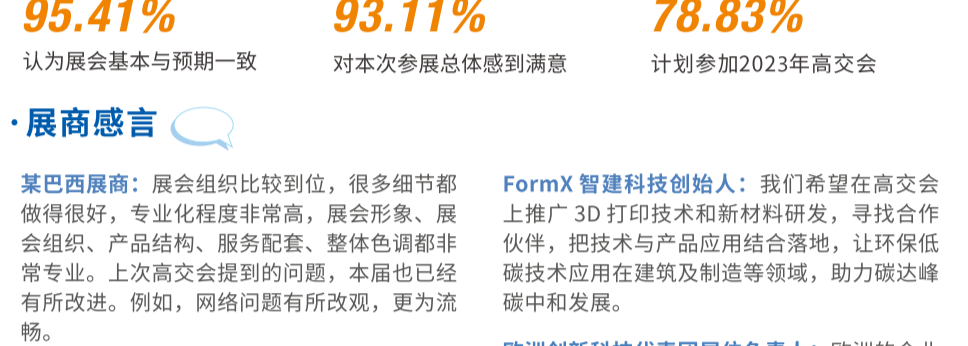 95.41% 93.11% 78.83%
认为展会基本与预期一致 对本次参展总体感到满意 计划参加2023年高交会
·展商感言
某巴西展商：展会组织比较到位，很多细节都
做得很好，专业化程度非常高，展会形象、展
会组织、产品结构、服务配套、整体色调都非
常专业。上次高交会提到的问题，本届也已经
有所改进。例如，网络问题有所改观，更为流
畅。
FormX 智建科技创始人：我们希望在高交会
上推广 3D 打印技术和新材料研发，寻找合作
伙伴，把技术与产品应用结合落地，让环保低
碳技术应用在建筑及制造等领域，助力碳达峰
碳中和发展。